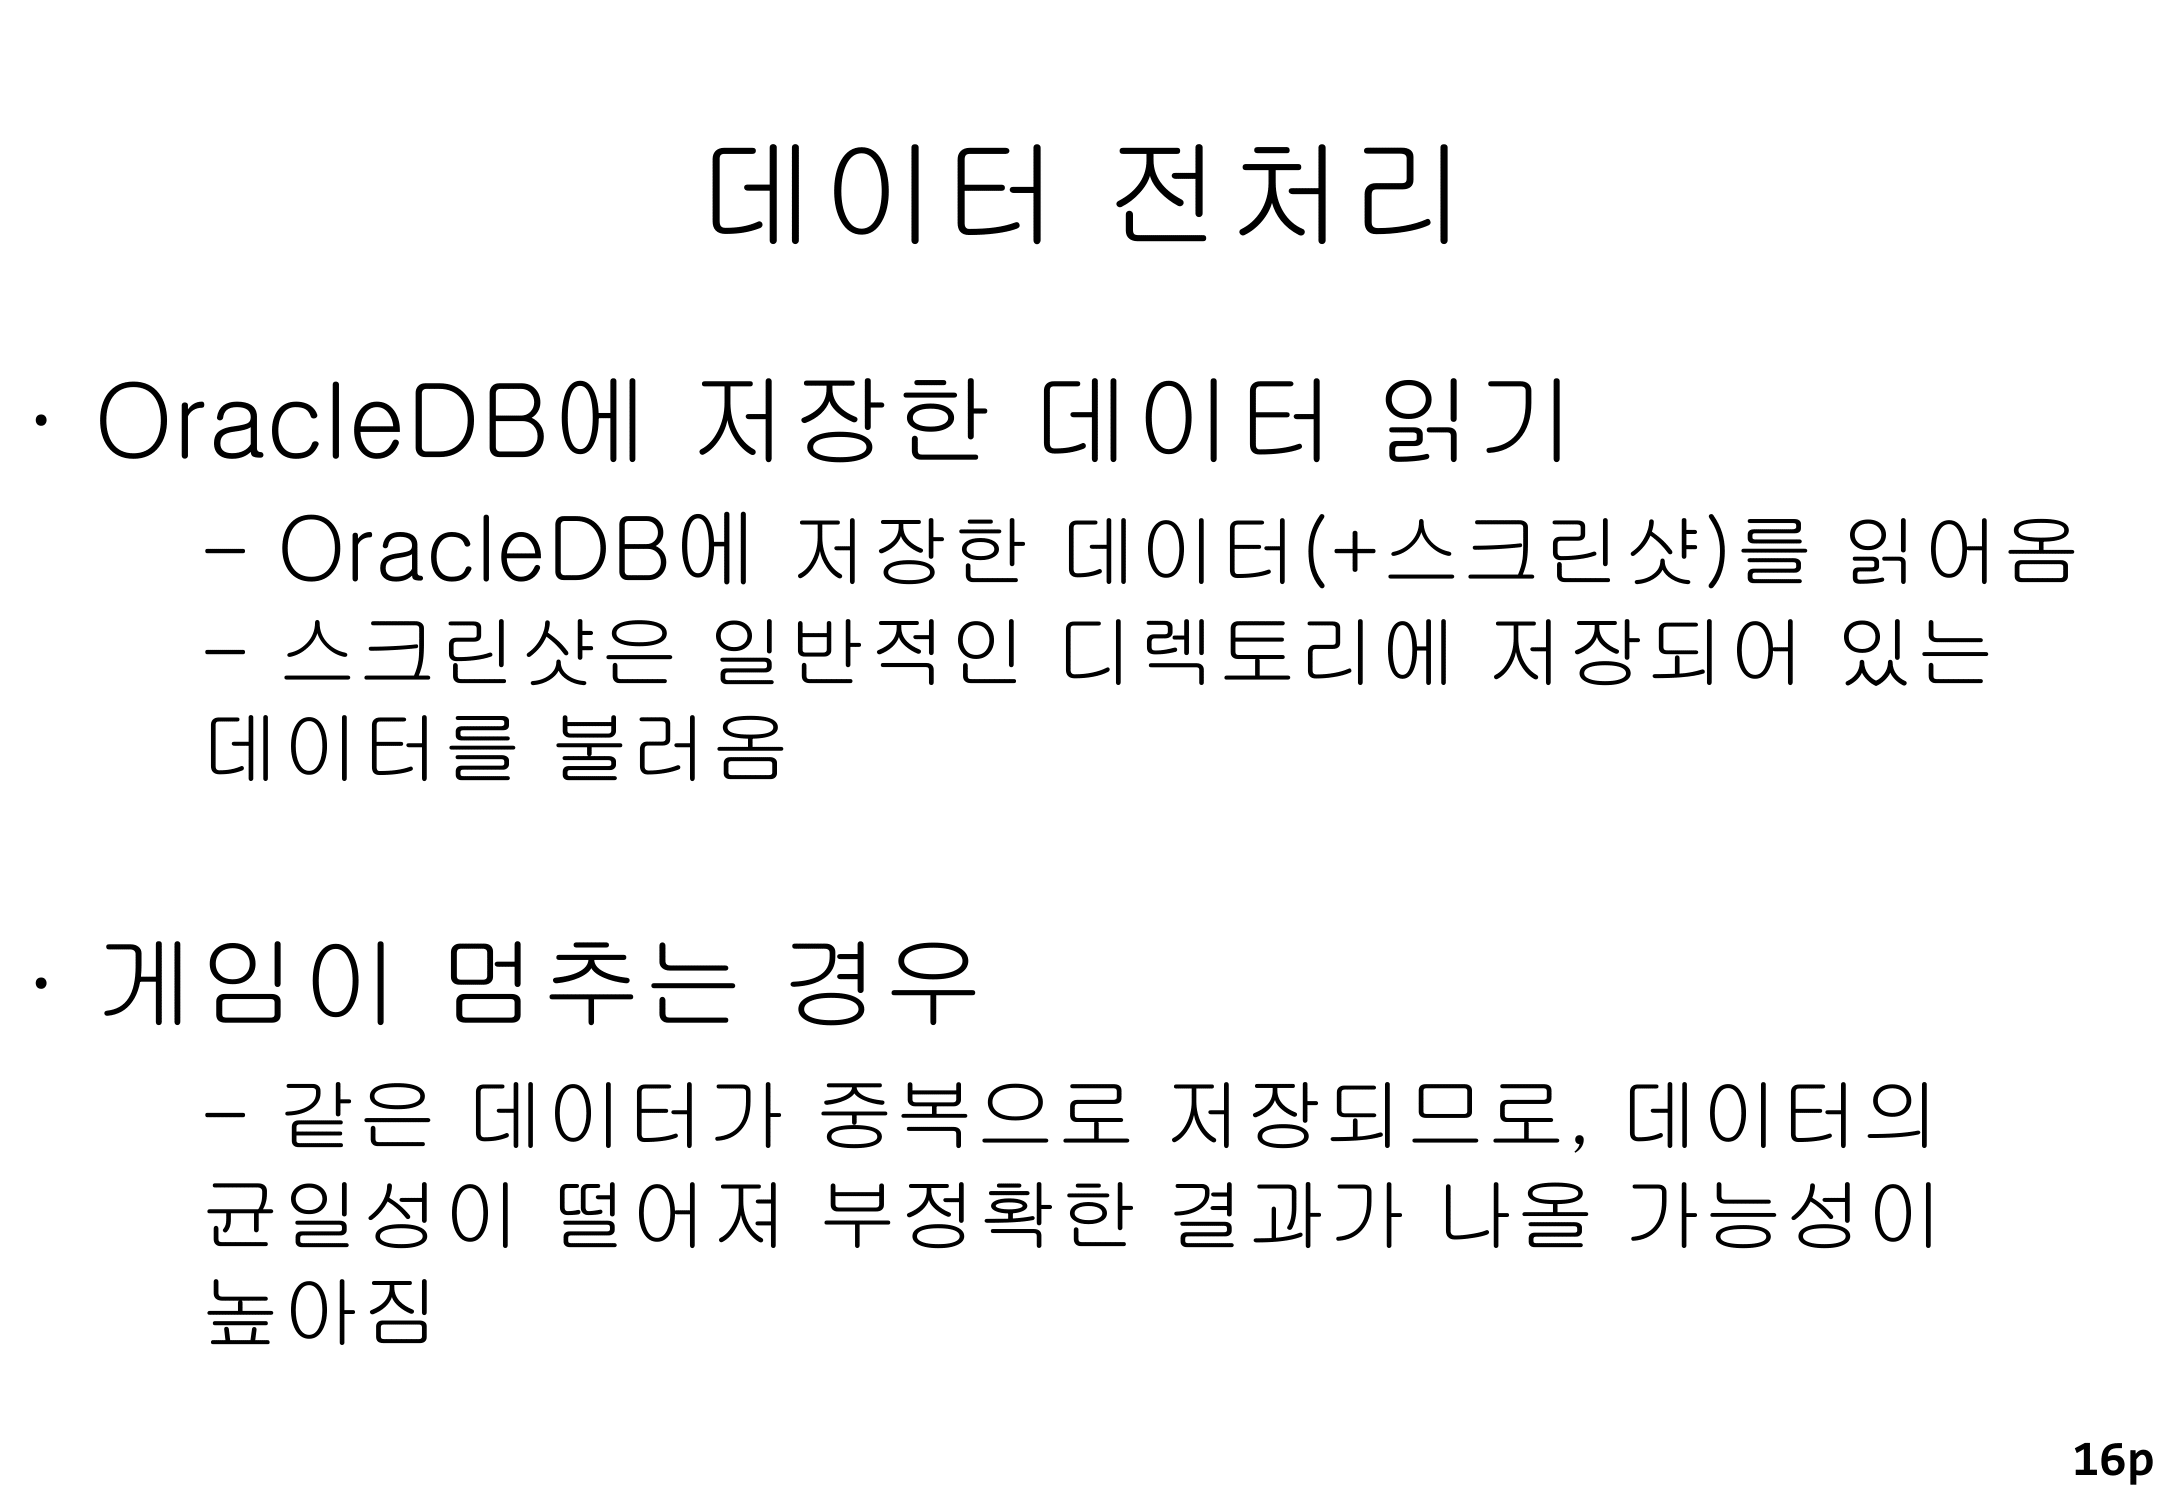 데이터 전처리
· OracleDB에 저장한 데이터 읽기
- OracleDB에 저장한 데이터(+스크린샷)를 읽어옴
- 스크린샷은 일반적인 디렉토리에 저장되어 있는
데이터를 불러옴
· 게임이 멈추는 경우
- 같은 데이터가 중복으로 저장되므로, 데이터의
균일성이 떨어져 부정확한 결과가 나올 가능성이
높아짐
16p